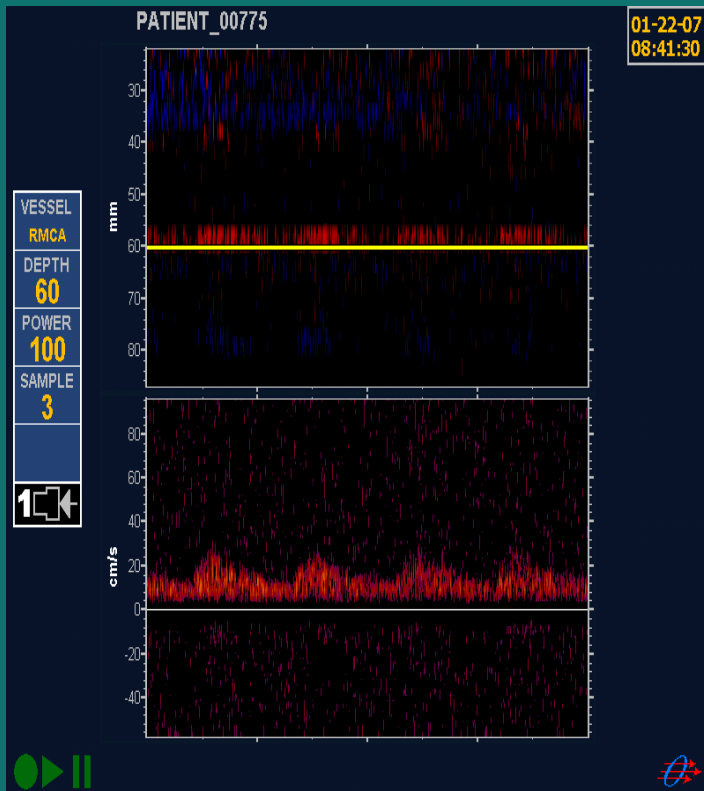 PATIENT_00775
01-22-07
08:41:30
VESSEL
RMCA
DEPTH
60
POWER
100
SAMPLE
3
1
mm
30
40
50
60
70
80
cm/s
80
60
40
20
0
-20
-40